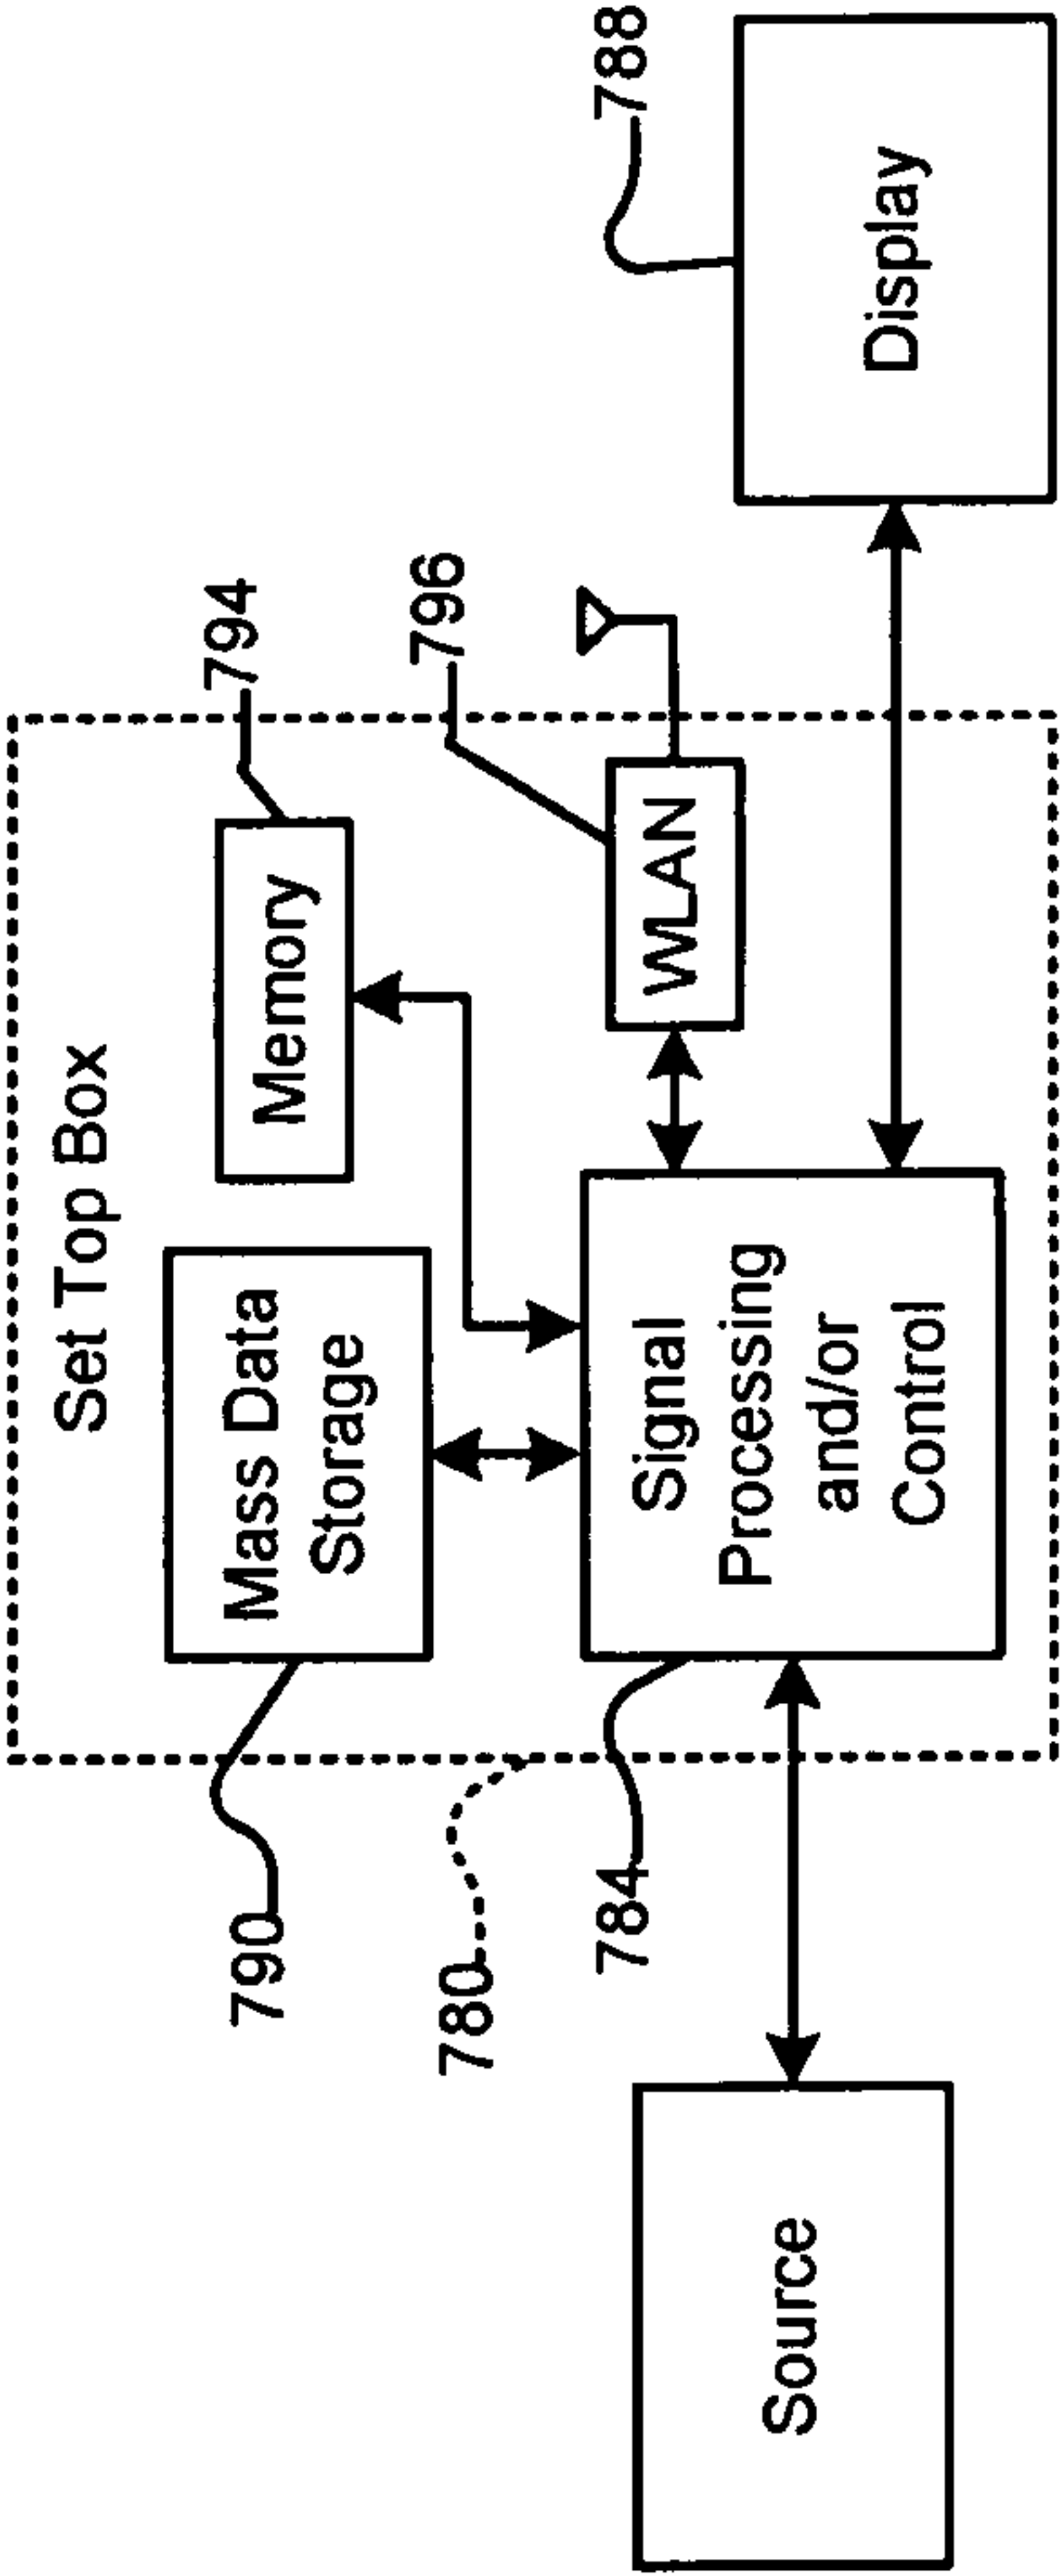 Set Top Box
794
790
Mass Data
Storage
Memory
796
780
784
Signal
Processing
and/or
Control
WLAN
788
Source
Display